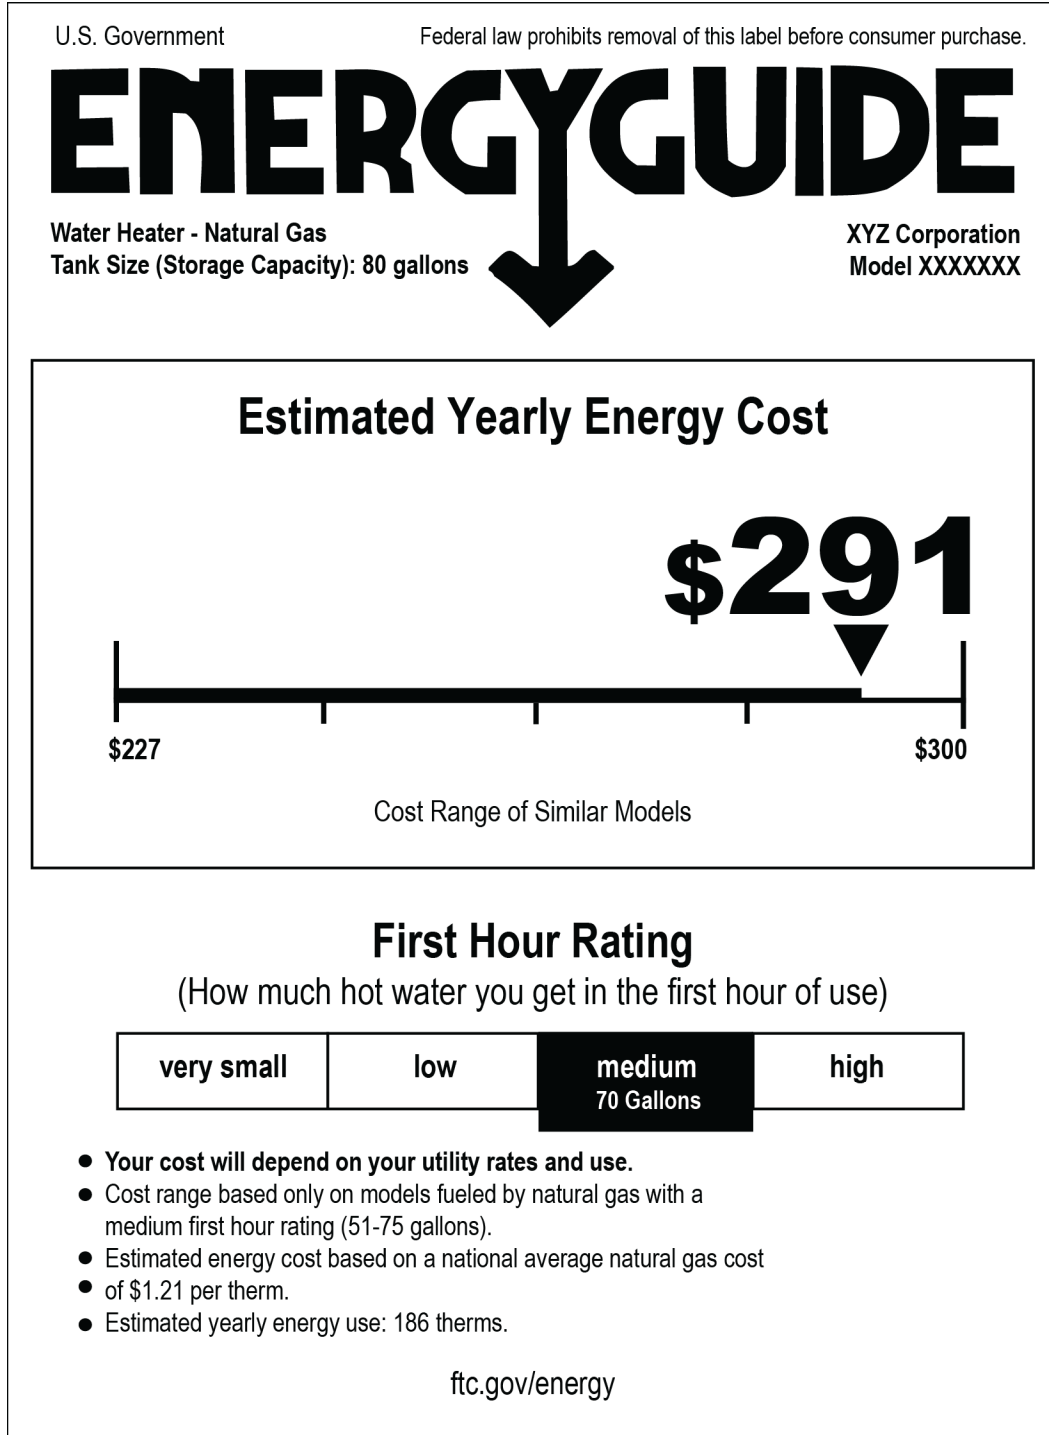 U.S. Government
Federal law prohibits removal of this label before consumer purchase.
ENERGYGUIDE
Water Heater - Natural Gas
Tank Size (Storage Capacity): 80 gallons
XYZ Corporation
Model XXXXXXX
Estimated Yearly Energy Cost
$291
$227
$300
Cost Range of Similar Models
First Hour Rating
(How much hot water you get in the first hour of use)
very small
low
medium
70 Gallons
high
● Your cost will depend on your utility rates and use.
● Cost range based only on models fueled by natural gas with a
medium first hour rating (51-75 gallons).
● Estimated energy cost based on a national average natural gas cost
● of $1.21 per therm.
● Estimated yearly energy use: 186 therms.
ftc.gov/energy